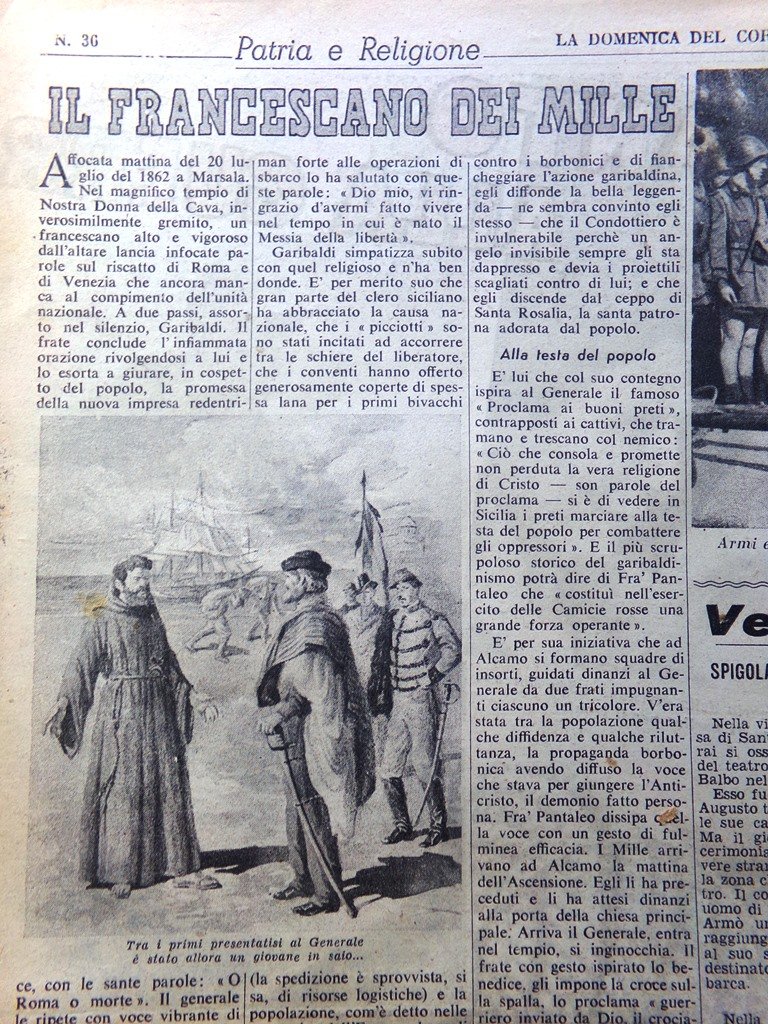 N. 36
Patria e Religione
LA DOMENICA DEL
IL FRANCESCANO DEI MILLE
Affocata mattina del 20 lu-
glio del 1862 a Marsala.
Nel magnifico tempio di
Nostra Donna della Cava, in-
verosimilmente gremito, un
francescano alto e vigoroso
dall'altare lancia infocate pa-
role sul riscatto di Roma e
di Venezia che ancora man-
ca al compimento dell'unità
nazionale. A due passi, assor-
to nel silenzio, Garibaldi. Il
frate conclude l'infiammata
orazione rivolgendosi a lui e
lo esorta a giurare, in cospet-
to del popolo, la promessa
della nuova impresa redentri-
ce, con le sante parole: « O
Roma o morte ». Il generale
le ripete con voce vibrante di
man forte alle operazioni di
sbarco lo ha salutato con que-
ste parole: « Dio mio, vi rin-
grazio d'avermi fatto vivere
nel tempo in cui è nato il
Messia della libertà ».
Garibaldi simpatizza subito
con quel religioso e n'ha ben
donde. E' per merito suo che
gran parte del clero siciliano
ha abbracciato la causa na-
zionale, che i « picciotti » so-
no stati incitati ad accorrere
tra le schiere del liberatore,
che i conventi hanno offerto
generosamente coperte di spes-
sa lana per i primi bivacchi
(la spedizione è sprovvista, si
sa, di risorse logistiche) e la
popolazione, com'è detto nelle
Tra i primi presentatisi al Generale
è stato allora un giovane in saio...
contro i borbonici e di fian-
cheggiare l'azione garibaldina,
egli diffonde la bella leggen-
da — ne sembra convinto egli
stesso — che il Condottiero è
invulnerabile perchè un an-
gelo invisibile sempre gli sta
dappresso e devia i proiettili
scagliati contro di lui; e che
egli discende dal ceppo di
Santa Rosalia, la santa patro-
na adorata dal popolo.
Alla testa del popolo
E' lui che col suo contegno
ispira al Generale il famoso
« Proclama ai buoni preti »,
contrapposti ai cattivi, che tra-
mano e trescano col nemico:
« Ciò che consola e promette
non perduta la vera religione
di Cristo — son parole del
proclama — si è di vedere in
Sicilia i preti marciare alla te-
sta del popolo per combattere
gli oppressori ». E il più scru-
poloso storico del garibaldi-
nismo potrà dire di Fra' Pan-
taleo che « costituì nell'eser-
cito delle Camicie rosse una
grande forza operante ».
E' per sua iniziativa che ad
Alcamo si formano squadre di
insorti, guidati dinanzi al Ge-
nerale da due frati impugnan-
ti ciascuno un tricolore. V'era
stata tra la popolazione qual-
che diffidenza e qualche rilut-
tanza, la propaganda borbo-
nica avendo diffuso la voce
che stava per giungere l'Anti-
cristo, il demonio fatto perso-
na. Fra' Pantaleo dissipa quel-
la voce con un gesto di ful-
minea efficacia. I Mille arri-
vano ad Alcamo la mattina
dell'Ascensione. Egli li ha pre-
ceduti e li ha attesi dinanzi
alla porta della chiesa princi-
pale. Arriva il Generale, entra
nel tempio, si inginocchia. Il
frate con gesto ispirato lo be-
nedice, gli impone la croce sul-
la spalla, lo proclama « guer-
riero inviato da Dio, il crocia-
Armi e
Ve
SPIGOLA
Nella vi
sa di San
rai si oss
del teatro
Balbo nel
Esso fu
Augusto t
le sue ca
Ma il gi
cerimonis
vere stran
la zona c
tro. Il co
uomo di
Armò un
raggiung
al suo s
destinato
barca.
Nella